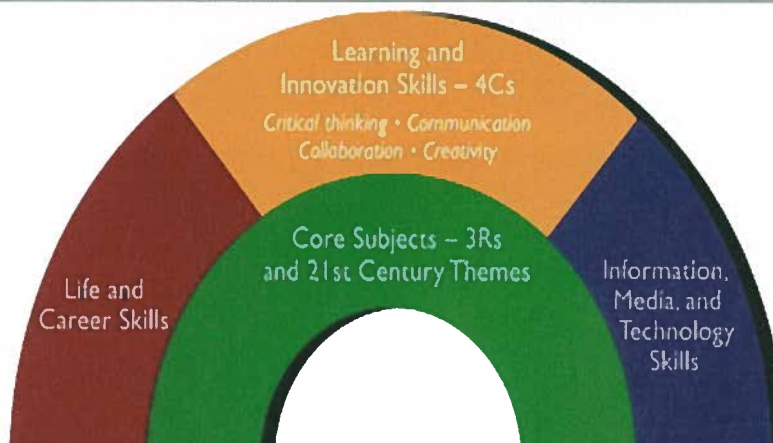 Learning and
Innovation Skills – 4Cs
Critical thinking • Communication
Collaboration • Creativity
Core Subjects – 3Rs
and 21st Century Themes
Life and
Career Skills
Information,
Media, and
Technology
Skills